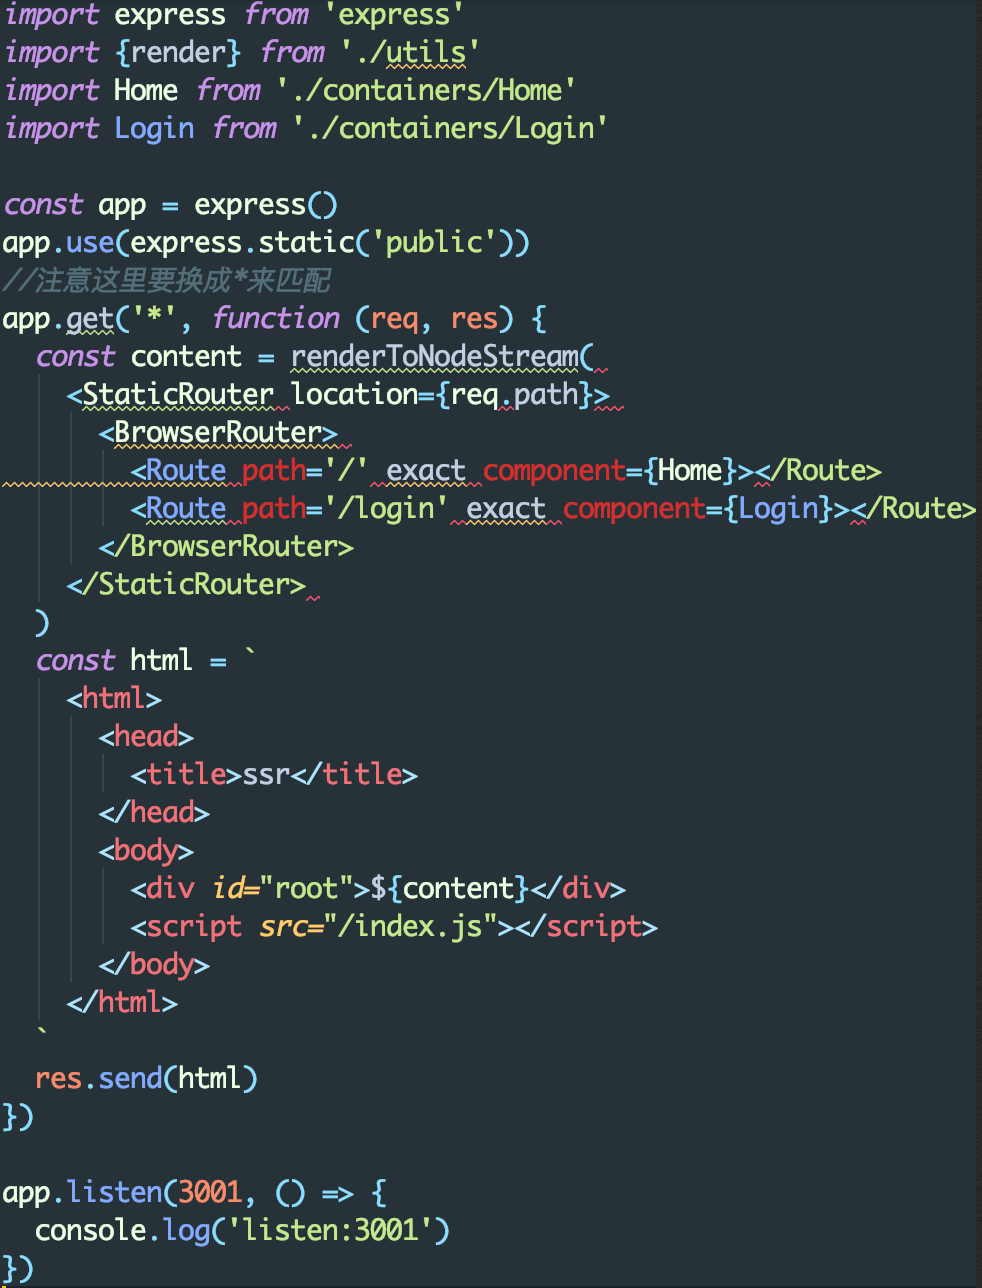 import express from 'express'
import {render} from './utils'
import Home from './containers/Home'
import Login from './containers/Login'

const app = express()
app.use(express.static('public'))
//注意这里要换成*来匹配
app.get('*', function (req, res) {
  const content = renderToNodeStream(
    <StaticRouter location={req.path}>
      <BrowserRouter>
        <Route path='/' exact component={Home}></Route>
        <Route path='/login' exact component={Login}></Route>
      </BrowserRouter>
    </StaticRouter>
  )
  const html = `
    <html>
      <head>
        <title>ssr</title>
      </head>
      <body>
        <div id="root">${content}</div>
        <script src="/index.js"></script>
      </body>
    </html>
  `
  res.send(html)
})

app.listen(3001, () => {
  console.log('listen:3001')
})